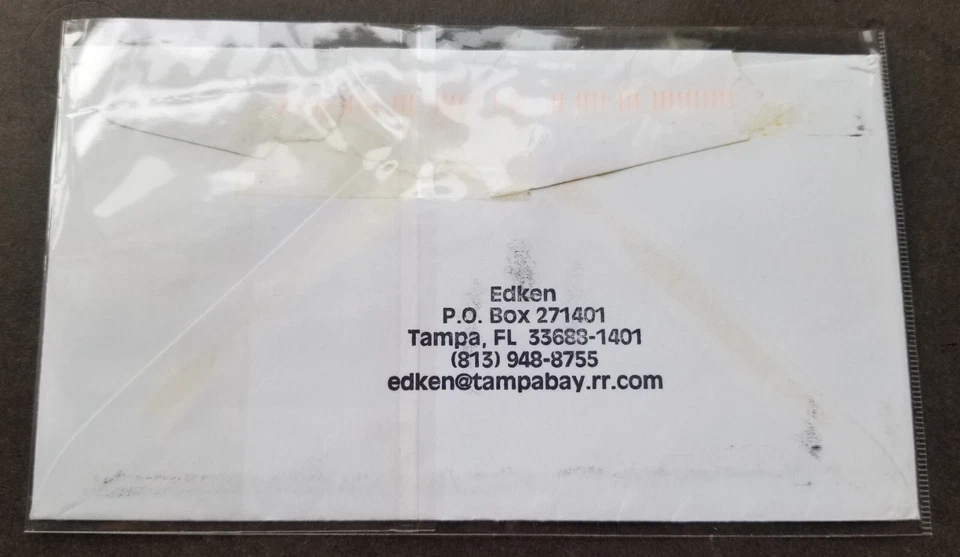 Edken
P.O. Box 271401
Tampa, FL 33688-1401
(813) 948-8755
edken@tampabay.rr.com